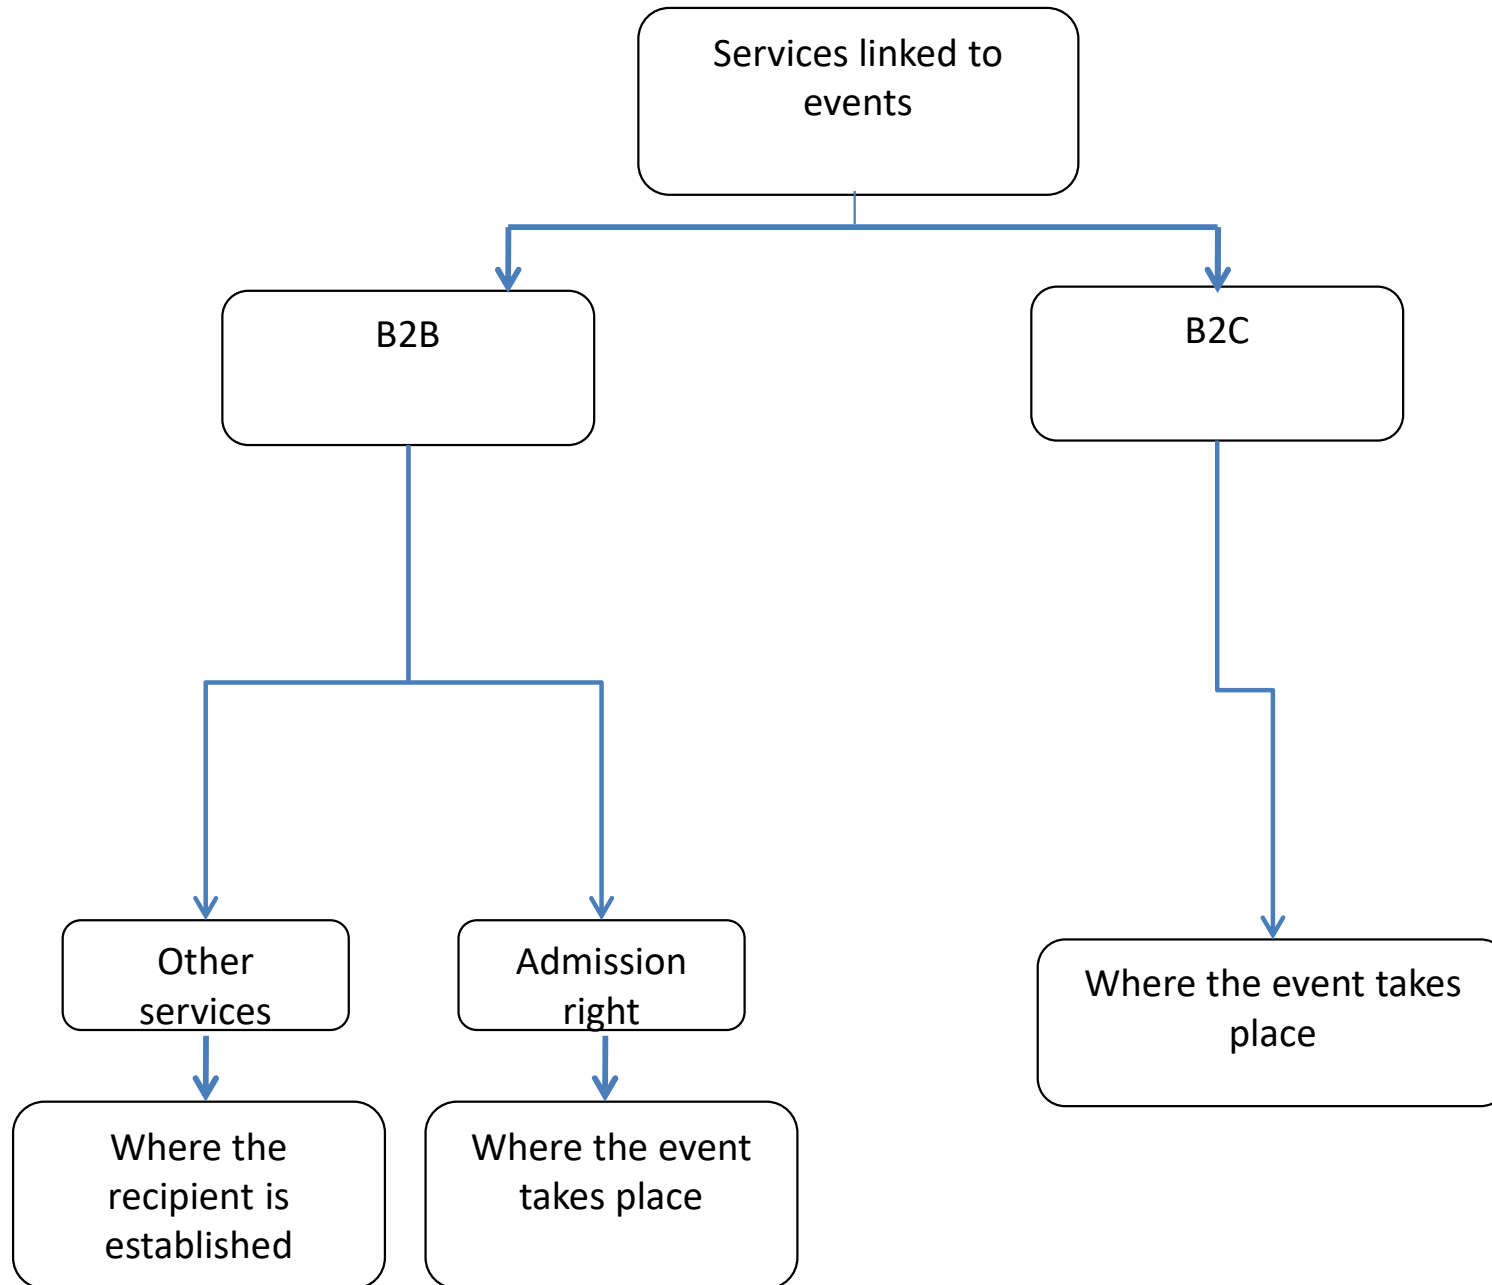 Services linked to
events
B2B
B2C
Other
services
Admission
right
Where the event takes
place
Where the
recipient is
established
Where the event
takes place